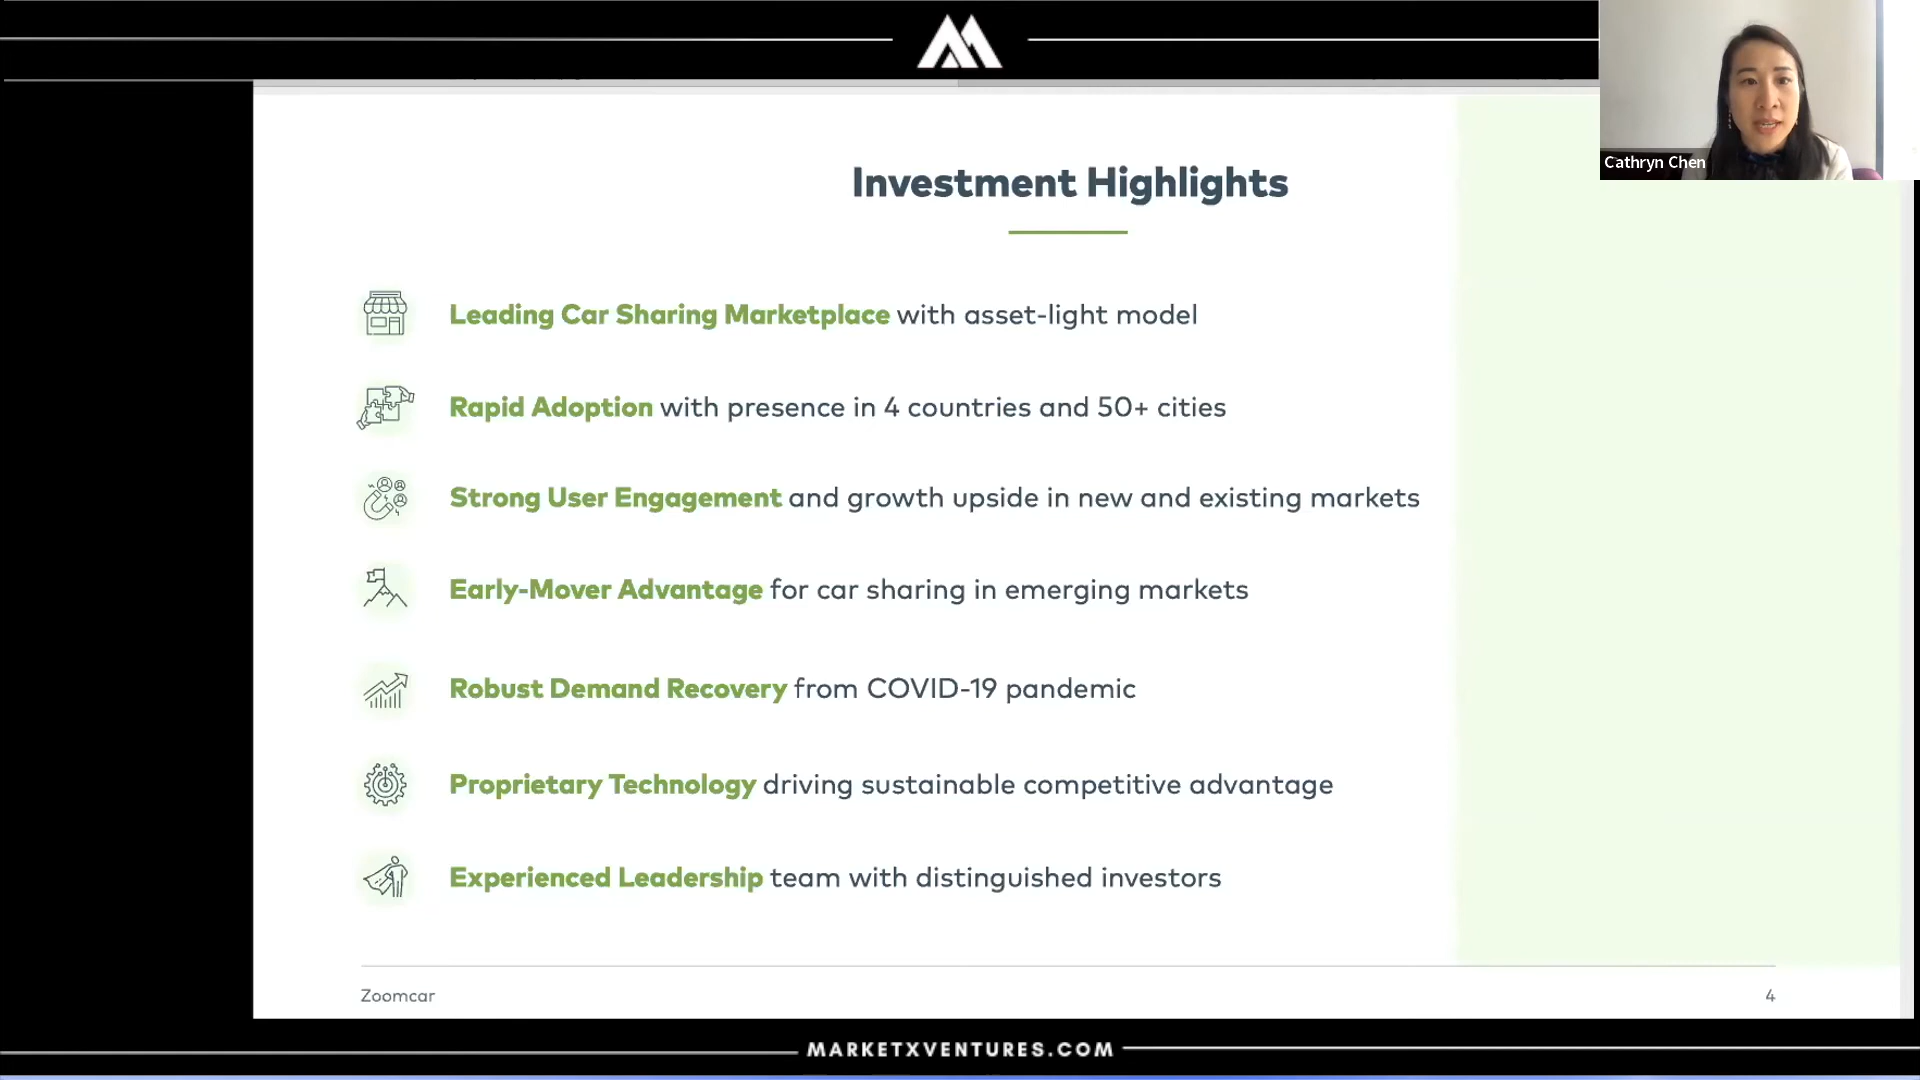 Cathryn Chen
Investment Highlights
Leading Car Sharing Marketplace with asset-light model
Rapid Adoption with presence in 4 countries and 50+ cities
Strong User Engagement and growth upside in new and existing markets
Early-Mover Advantage for car sharing in emerging markets
Robust Demand Recovery from COVID-19 pandemic
Proprietary Technology driving sustainable competitive advantage
Experienced Leadership team with distinguished investors
Zoomcar
4
MARKETXVENTURES.COM